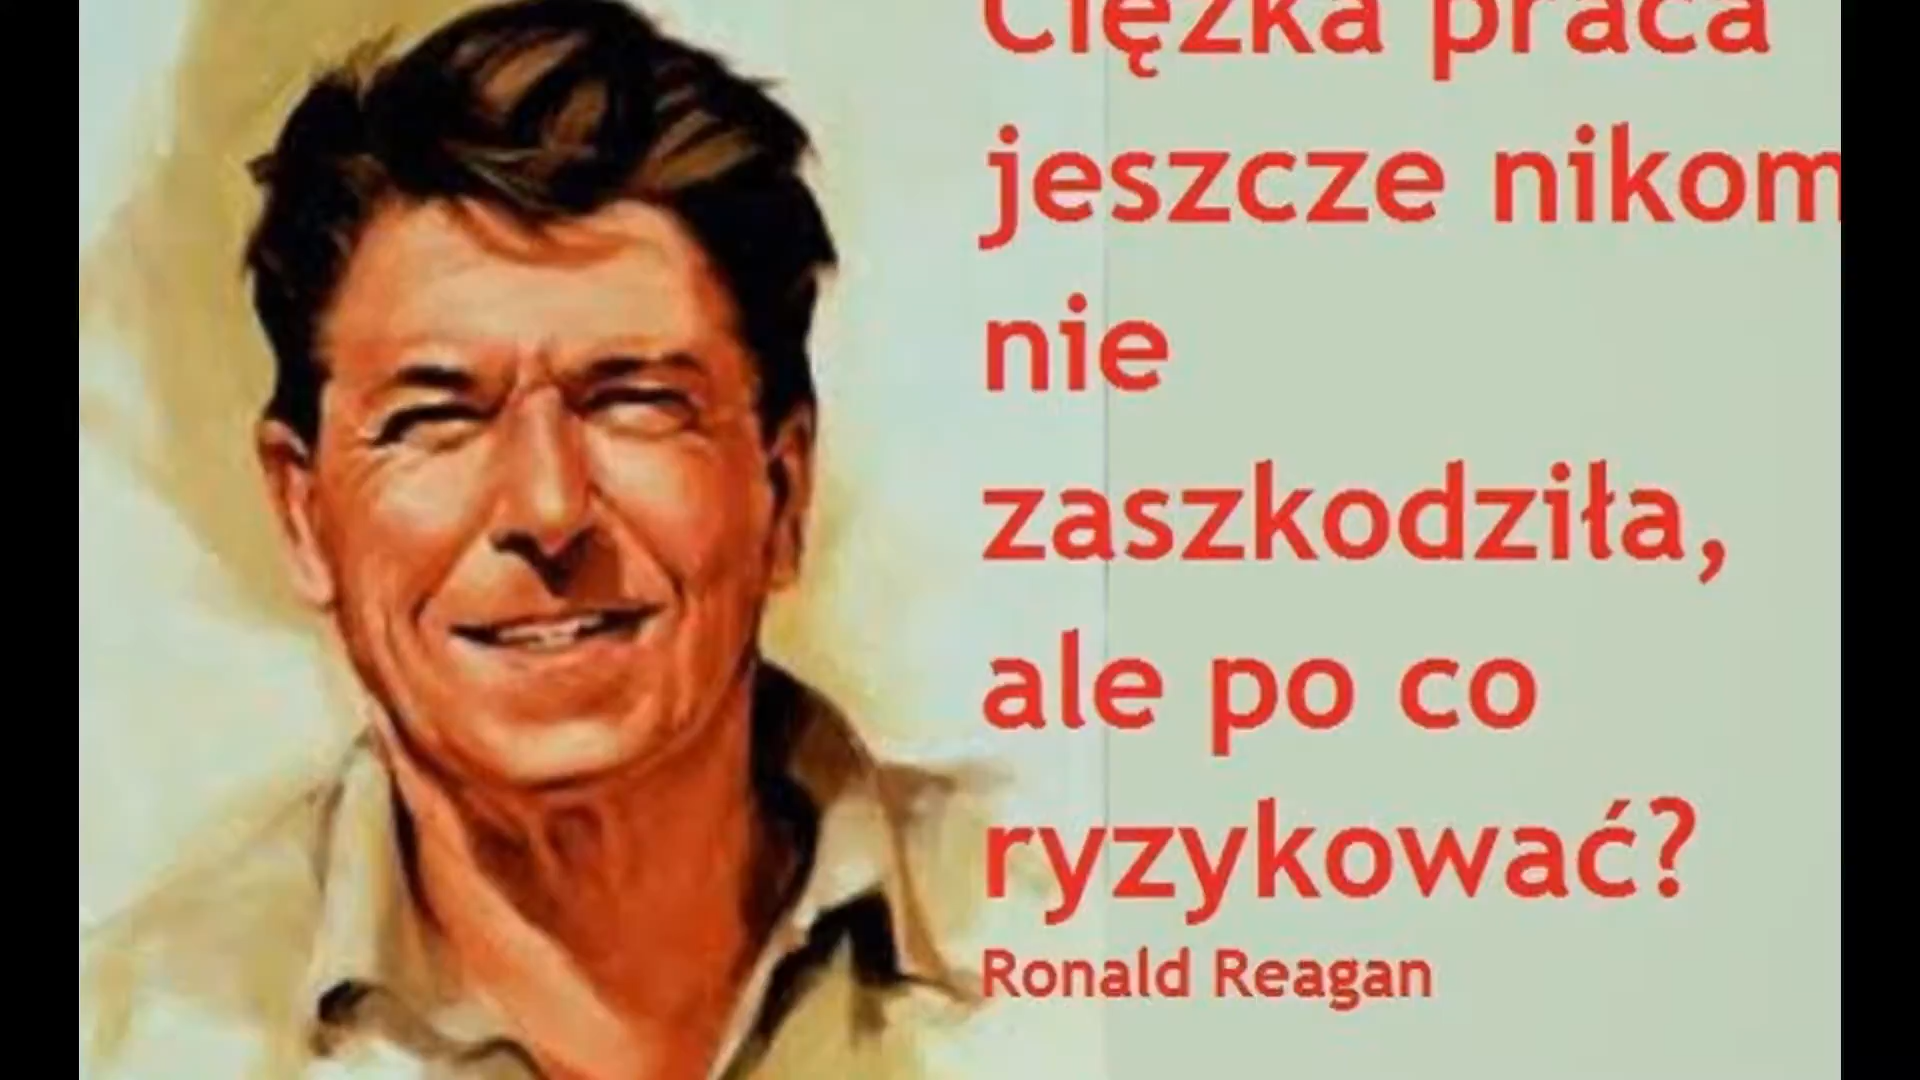 Ciężka praca
jeszcze nikom
nie
zaszkodziła,
ale po co
ryzykować?
Ronald Reagan